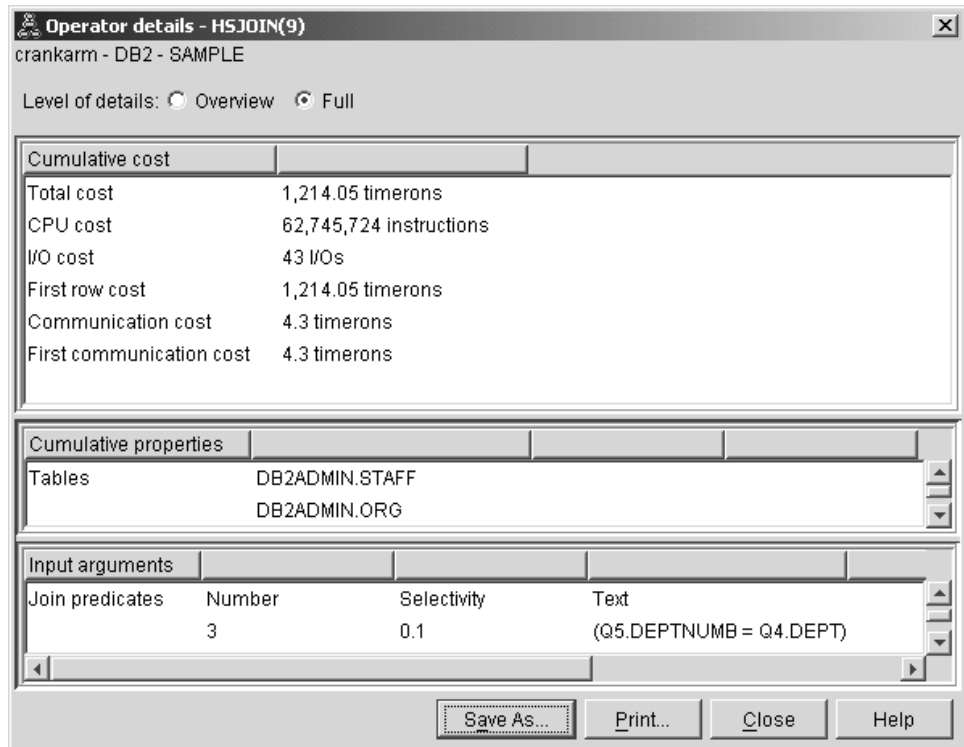 Operator details - HSJOIN(9)
crankarm - DB2 - SAMPLE
Level of details: Overview Full
Cumulative cost
Total cost 1,214.05 timerons
CPU cost 62,745,724 instructions
I/O cost 43 I/Os
First row cost 1,214.05 timerons
Communication cost 4.3 timerons
First communication cost 4.3 timerons
Cumulative properties
Tables DB2ADMIN.STAFF
DB2ADMIN.ORG
Input arguments
Join predicates Number Selectivity Text
3 0.1 (Q5.DEPTNUMB = Q4.DEPT)
Save As... Print... Close Help